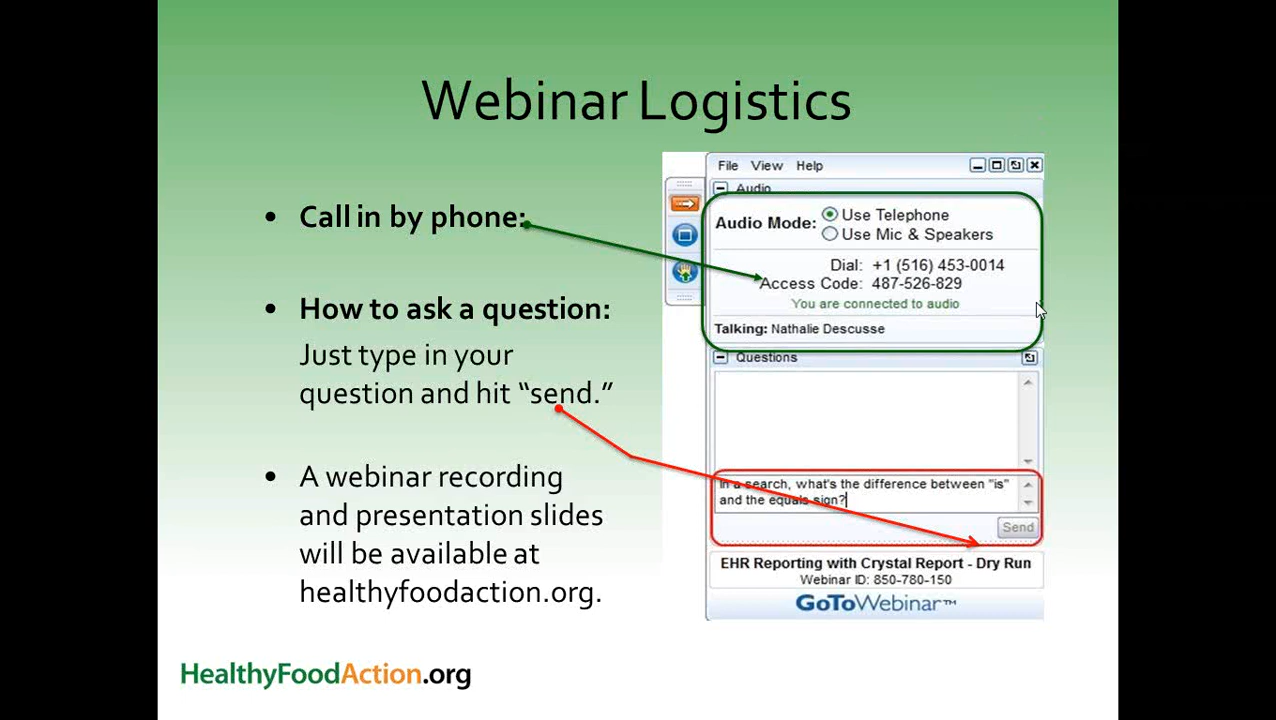 Webinar Logistics
• Call in by phone:
• How to ask a question:
Just type in your
question and hit “send.”
• A webinar recording
and presentation slides
will be available at
healthyfoodaction.org.
File View Help
Audio
Audio Mode: Use Telephone
Use Mic & Speakers
Dial: +1 (516) 453-0014
Access Code: 487-526-829
You are connected to audio
Talking: Nathalie Descusse
Questions
In a search, what's the difference between "is"
and the equals sign?
Send
EHR Reporting with Crystal Report - Dry Run
Webinar ID: 850-780-150
GoToWebinar™
HealthyFoodAction.org